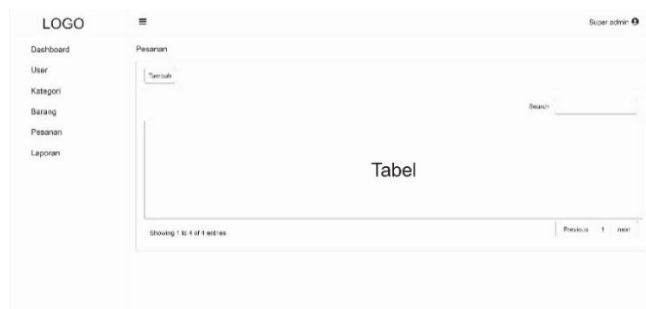 LOGO
Super admin
Dashboard
User
Kategori
Barang
Pesanan
Laporan
Pesanan
Tambah
Search
Tabel
Showing 1 to 4 of 4 entries
Previous 1 next